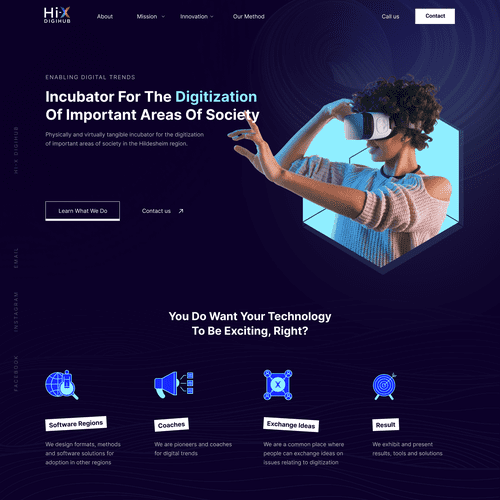 Hi-X
DIGIHUB
About Mission Innovation Our Method Call us Contact
ENABLING DIGITAL TRENDS
Incubator For The Digitization
Of Important Areas Of Society
Physically and virtually tangible incubator for the digitization
of important areas of society in the Hildesheim region.
Learn What We Do Contact us
HI-X DIGIHUB
EMAIL
INSTAGRAM
FACEBOOK
You Do Want Your Technology
To Be Exciting, Right?
Software Regions
We design formats, methods
and software solutions for
adoption in other regions
Coaches
We are pioneers and coaches
for digital trends
X
Exchange Ideas
We are a common place where
people can exchange ideas on
issues relating to digitization
Result
We exhibit and present
results, tools and solutions